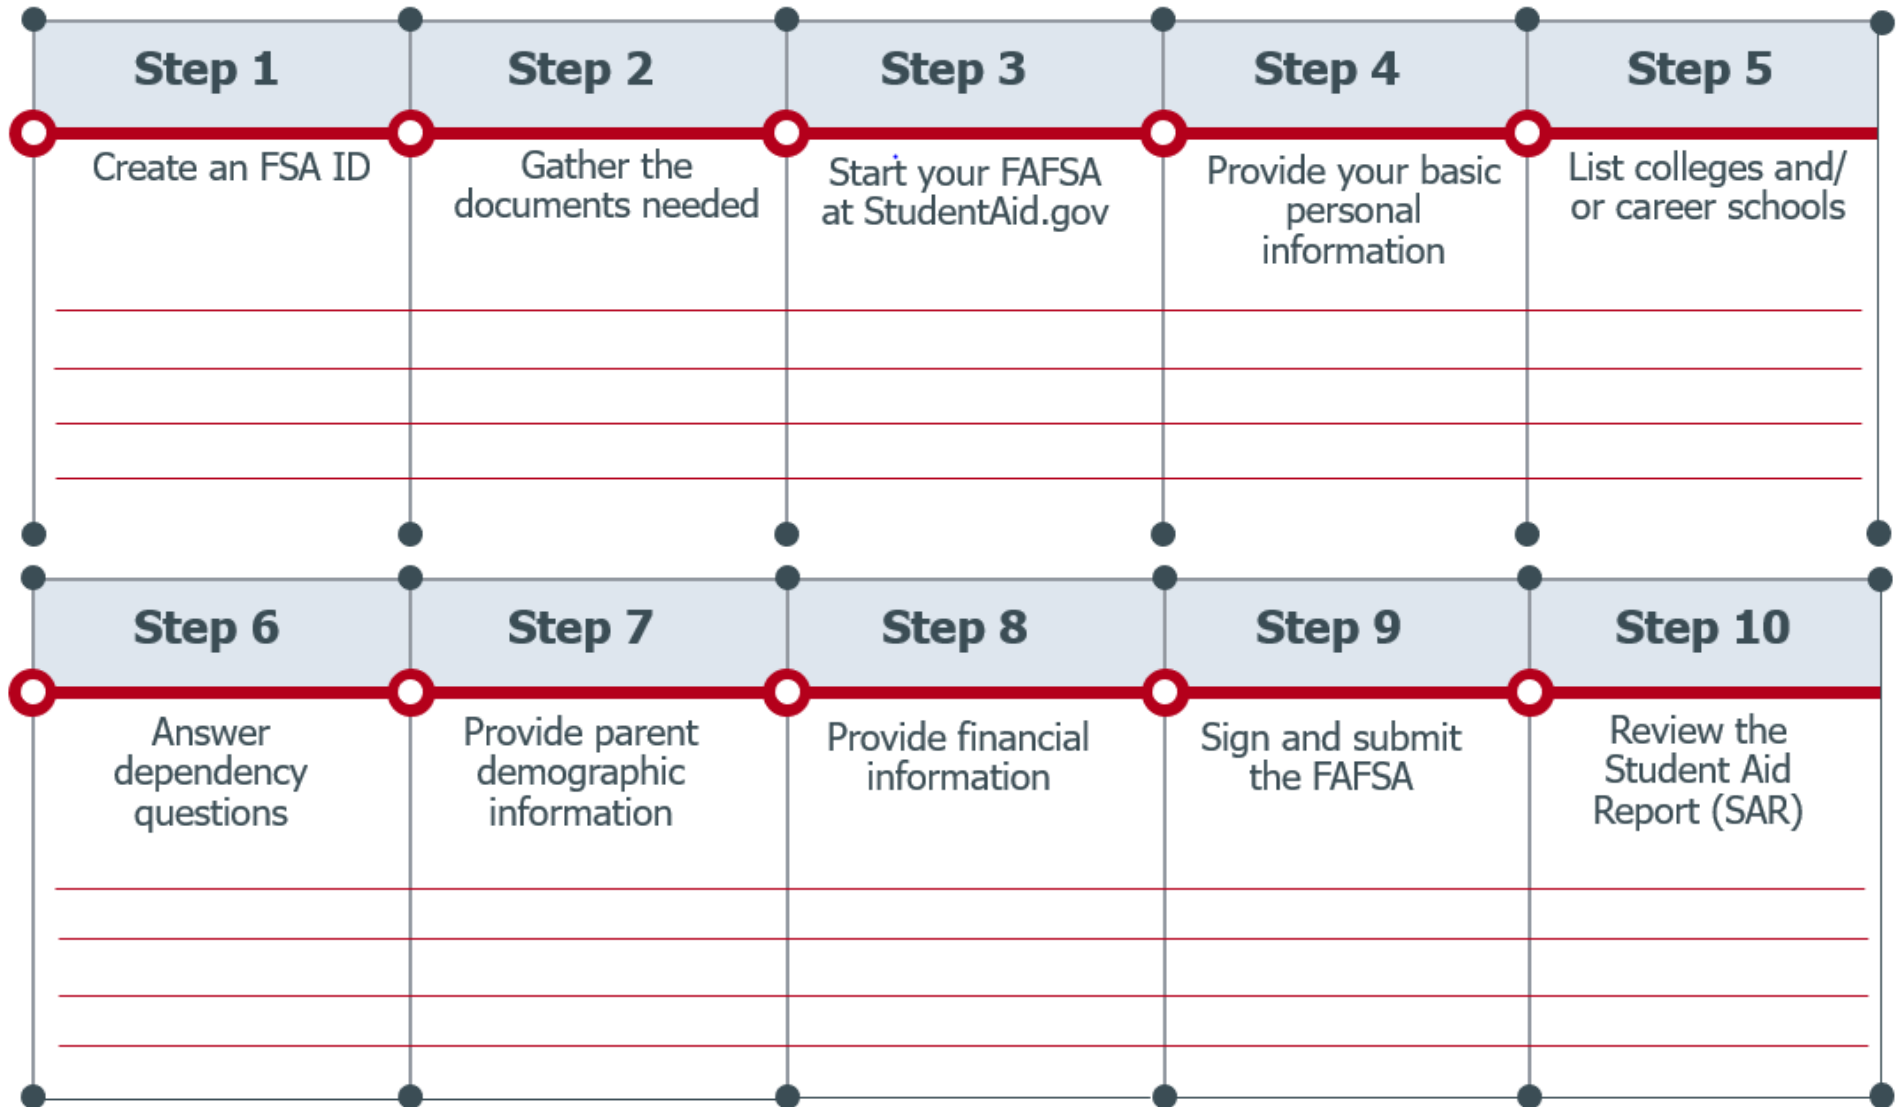 Step 1
Create an FSA ID
Step 2
Gather the
documents needed
Step 3
Start your FAFSA
at StudentAid.gov
Step 4
Provide your basic
personal
information
Step 5
List colleges and/
or career schools
Step 6
Answer
dependency
questions
Step 7
Provide parent
demographic
information
Step 8
Provide financial
information
Step 9
Sign and submit
the FAFSA
Step 10
Review the
Student Aid
Report (SAR)